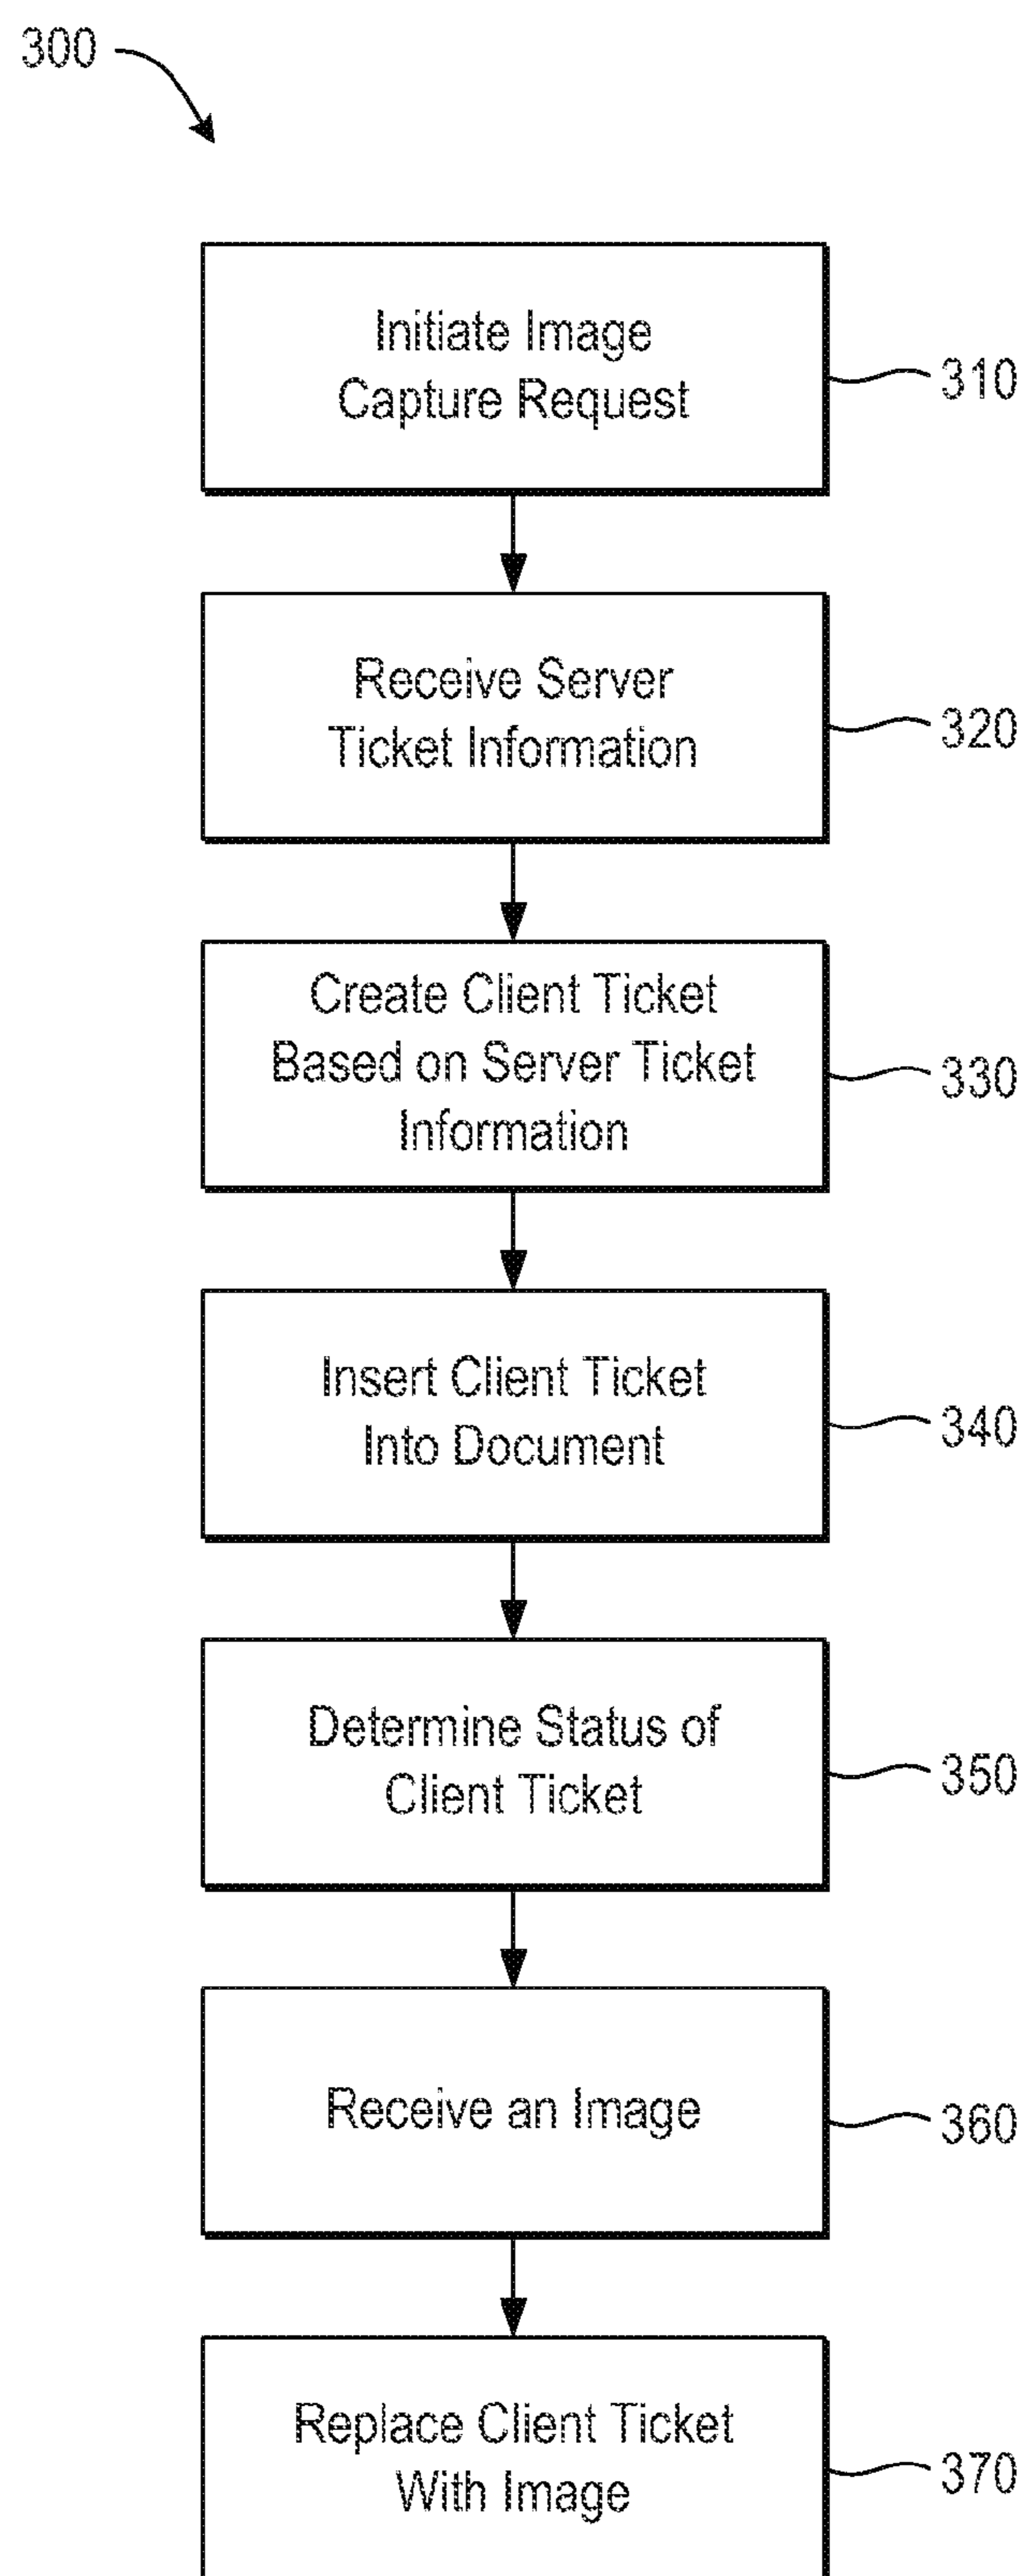 300
Initiate Image
Capture Request
310
Receive Server
Ticket Information
320
Create Client Ticket
Based on Server Ticket
Information
330
Insert Client Ticket
Into Document
340
Determine Status of
Client Ticket
350
Receive an Image
360
Replace Client Ticket
With Image
370